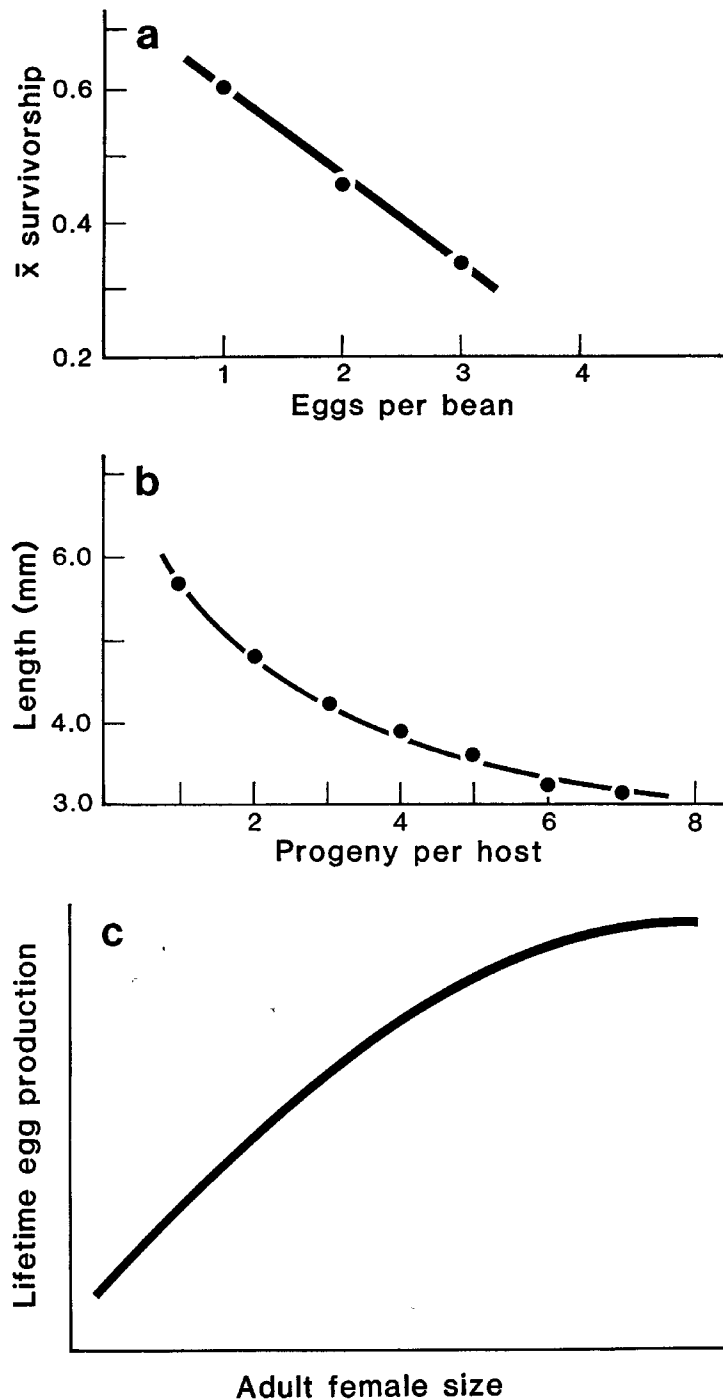 a
0.6
0.4
0.2
x̄ survivorship
1 2 3 4
Eggs per bean
b
6.0
4.0
3.0
Length (mm)
2 4 6 8
Progeny per host
c
Lifetime egg production
Adult female size